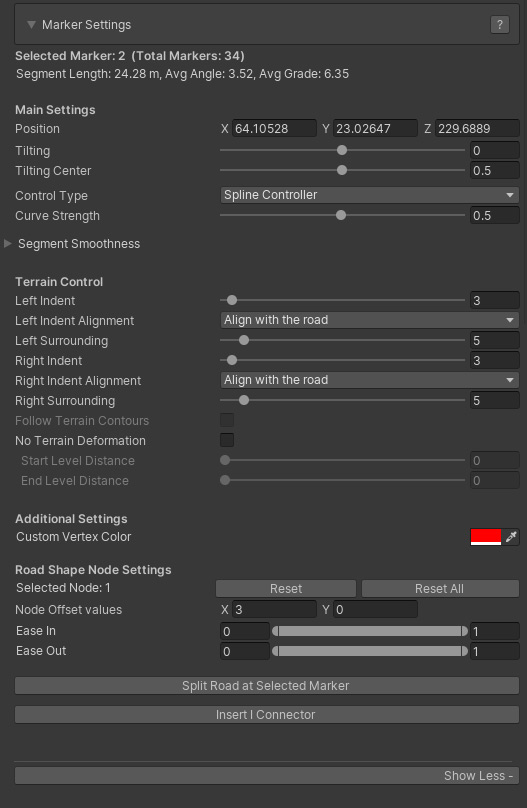 Marker Settings ?
Selected Marker: 2 (Total Markers: 34)
Segment Length: 24.28 m, Avg Angle: 3.52, Avg Grade: 6.35
Main Settings
Position X 64.10528 Y 23.02647 Z 229.6889
Tilting 0
Tilting Center 0.5
Control Type Spline Controller
Curve Strength 0.5
Segment Smoothness
Terrain Control
Left Indent 3
Left Indent Alignment Align with the road
Left Surrounding 5
Right Indent 3
Right Indent Alignment Align with the road
Right Surrounding 5
Follow Terrain Contours
No Terrain Deformation
Start Level Distance 0
End Level Distance 0
Additional Settings
Custom Vertex Color
Road Shape Node Settings
Selected Node: 1 Reset Reset All
Node Offset values X 3 Y 0
Ease In 0 1
Ease Out 0 1
Split Road at Selected Marker
Insert I Connector
Show Less -